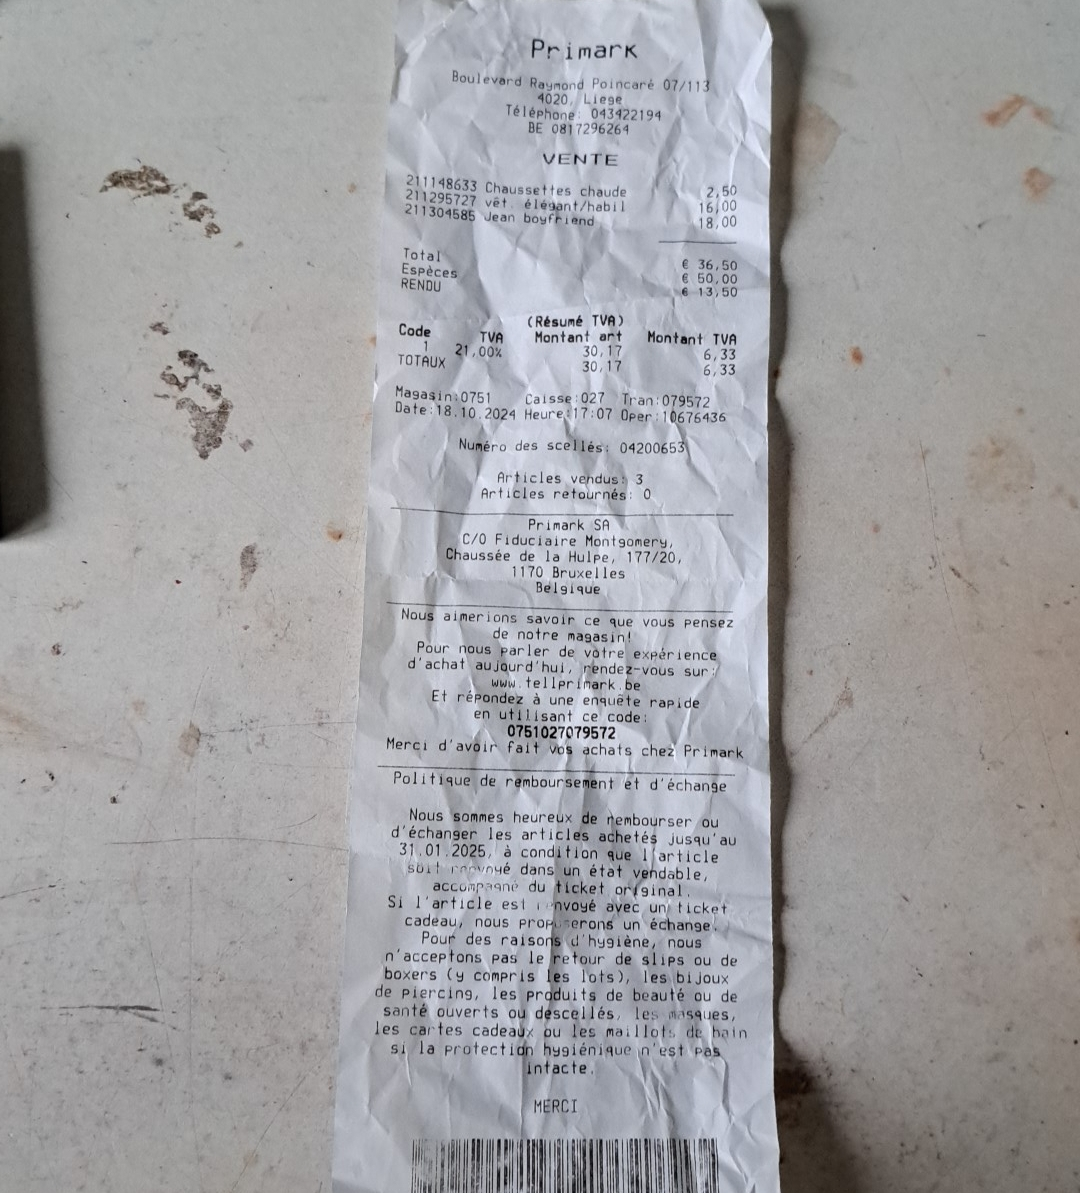 Primark
Boulevard Raymond Poincaré 07/113
4020, Liege
Téléphone: 043422194
BE 0817296264
VENTE
211148633 Chaussettes chaude 2,50
211295727 vêt. élégant/habil 16,00
211304585 Jean boyfriend 18,00
Total € 36,50
Espèces € 50,00
RENDU € 13,50
(Résumé TVA)
Code TVA Montant art Montant TVA
1 21,00% 30,17 6,33
TOTAUX 30,17 6,33
Magasin:0751 Caisse:027 Tran:079572
Date:18.10.2024 Heure:17:07 Oper:10676436
Numéro des scellés: 04200653
Articles vendus: 3
Articles retournés: 0
Primark SA
C/O Fiduciaire Montgomery,
Chaussée de la Hulpe, 177/20,
1170 Bruxelles
Belgique
Nous aimerions savoir ce que vous pensez
de notre magasin!
Pour nous parler de votre expérience
d'achat aujourd'hui, rendez-vous sur:
www.tellprimark.be
Et répondez à une enquête rapide
en utilisant ce code:
0751027079572
Merci d'avoir fait vos achats chez Primark
Politique de remboursement et d'échange
Nous sommes heureux de rembourser ou
d'échanger les articles achetés jusqu'au
31.01.2025, à condition que l'article
soit renvoyé dans un état vendable,
accompagné du ticket original.
Si l'article est renvoyé avec un ticket
cadeau, nous proposerons un échange.
Pour des raisons d'hygiène, nous
n'acceptons pas le retour de slips ou de
boxers (y compris les lots), les bijoux
de piercing, les produits de beauté ou de
santé ouverts ou descellés, les masques,
les cartes cadeaux ou les maillots de bain
si la protection hygiénique n'est pas
intacte.
MERCI